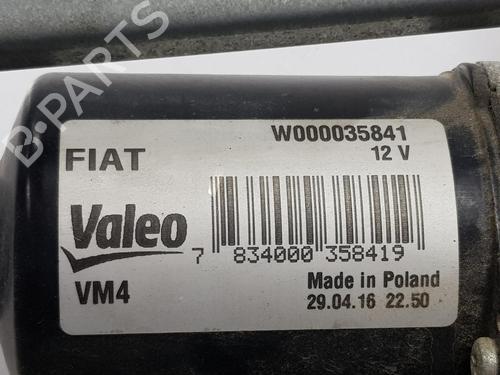 W000035841
FIAT
12 V
Valeo
7 834000 358419
VM4
Made in Poland
29.04.16 22.50
B-PARTS